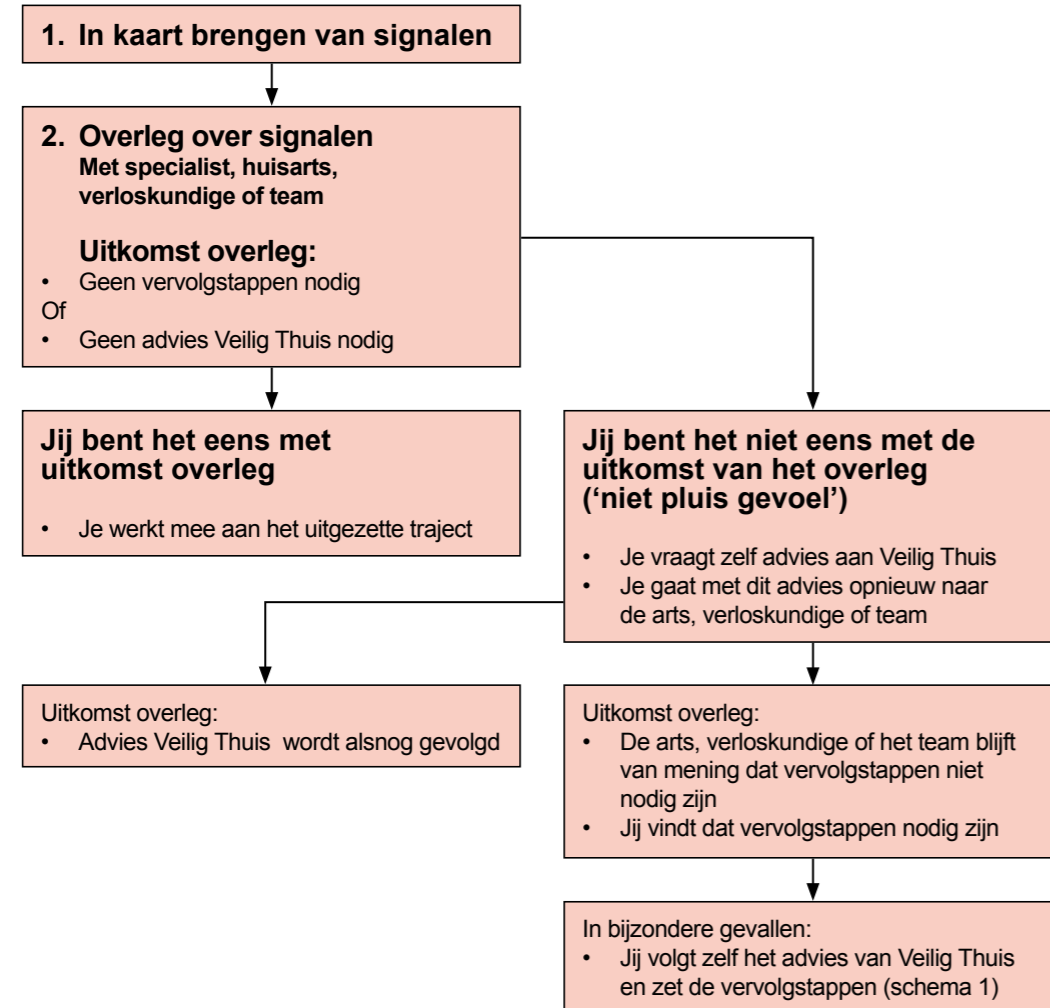 1. In kaart brengen van signalen
2. Overleg over signalen
Met specialist, huisarts,
verloskundige of team
Uitkomst overleg:
• Geen vervolgstappen nodig
Of
• Geen advies Veilig Thuis nodig
Jij bent het eens met
uitkomst overleg
• Je werkt mee aan het uitgezette traject
Jij bent het niet eens met de
uitkomst van het overleg
(‘niet pluis gevoel’)
• Je vraagt zelf advies aan Veilig Thuis
• Je gaat met dit advies opnieuw naar
de arts, verloskundige of team
Uitkomst overleg:
• Advies Veilig Thuis wordt alsnog gevolgd
Uitkomst overleg:
• De arts, verloskundige of het team blijft
van mening dat vervolgstappen niet
nodig zijn
• Jij vindt dat vervolgstappen nodig zijn
In bijzondere gevallen:
• Jij volgt zelf het advies van Veilig Thuis
en zet de vervolgstappen (schema 1)